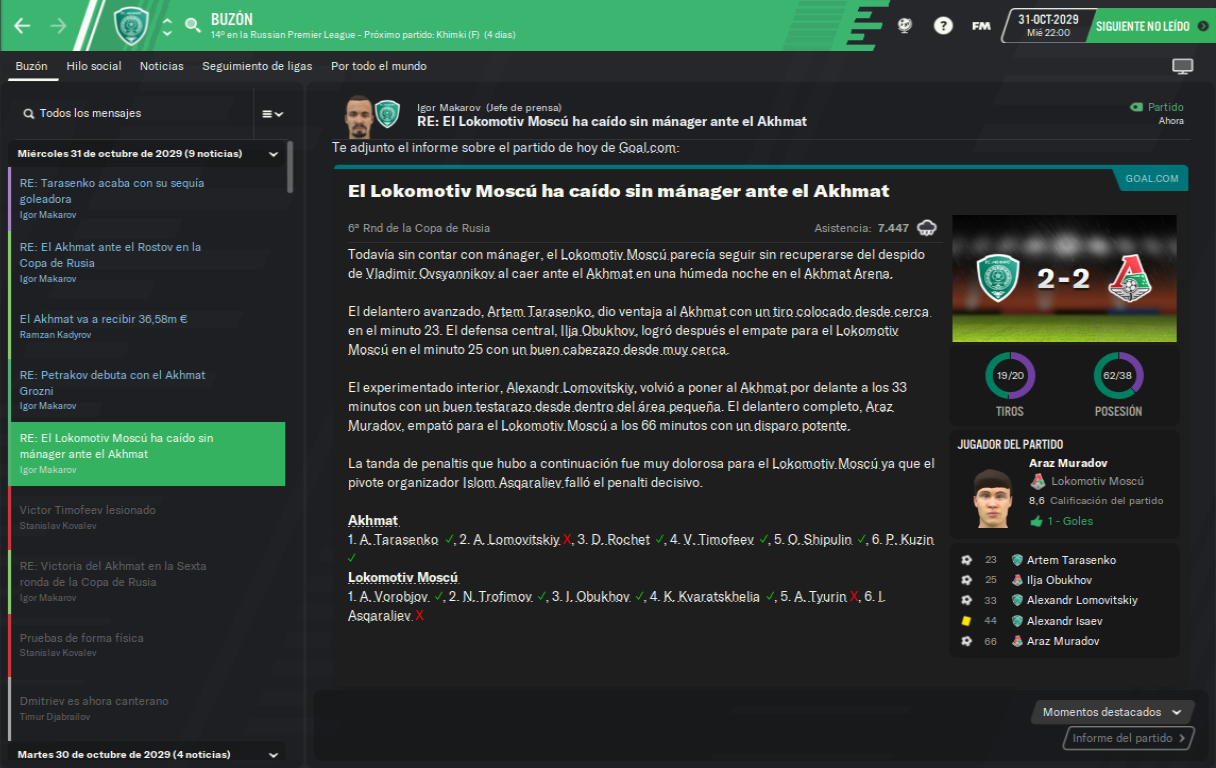 BUZÓN
14º en la Russian Premier League – Próximo partido: Khimki (F) (4 días)
?
FM
31-OCT-2029
Mié 22:00
SIGUIENTE NO LEÍDO
Buzón Hilo social Noticias Seguimiento de ligas Por todo el mundo
Todos los mensajes
Miércoles 31 de octubre de 2029 (9 noticias)
RE: Tarasenko acaba con su sequía
goleadora
Igor Makarov
RE: El Akhmat ante el Rostov en la
Copa de Rusia
Igor Makarov
El Akhmat va a recibir 36,58m €
Ramzan Kadyrov
RE: Petrakov debuta con el Akhmat
Grozni
Igor Makarov
RE: El Lokomotiv Moscú ha caído sin
mánager ante el Akhmat
Igor Makarov
Victor Timofeev lesionado
Stanislav Kovalev
RE: Victoria del Akhmat en la Sexta
ronda de la Copa de Rusia
Igor Makarov
Pruebas de forma física
Stanislav Kovalev
Dmitriev es ahora canterano
Timur Djabrailov
Martes 30 de octubre de 2029 (4 noticias)
Igor Makarov (Jefe de prensa)
RE: El Lokomotiv Moscú ha caído sin mánager ante el Akhmat
Partido
Ahora
Te adjunto el informe sobre el partido de hoy de Goal.com:
GOAL.COM
El Lokomotiv Moscú ha caído sin mánager ante el Akhmat
6ª Rnd de la Copa de Rusia
Asistencia: 7.447
Todavía sin contar con mánager, el Lokomotiv Moscú parecía seguir sin recuperarse del despido
de Vladimir Ovsyannikov al caer ante el Akhmat en una húmeda noche en el Akhmat Arena.
El delantero avanzado, Artem Tarasenko, dio ventaja al Akhmat con un tiro colocado desde cerca
en el minuto 23. El defensa central, Ilja Obukhov, logró después el empate para el Lokomotiv
Moscú en el minuto 25 con un buen cabezazo desde muy cerca.
El experimentado interior, Alexandr Lomovitskiy, volvió a poner al Akhmat por delante a los 33
minutos con un buen testarazo desde dentro del área pequeña. El delantero completo, Araz
Muradov, empató para el Lokomotiv Moscú a los 66 minutos con un disparo potente.
La tanda de penaltis que hubo a continuación fue muy dolorosa para el Lokomotiv Moscú ya que el
pivote organizador Islom Asqaraliev falló el penalti decisivo.
Akhmat
1. A. Tarasenko ✓, 2. A. Lomovitskiy X, 3. D. Rochet ✓, 4. V. Timofeev ✓, 5. O. Shipulin ✓, 6. P. Kuzin
✓
Lokomotiv Moscú
1. A. Vorobjov ✓, 2. N. Trofimov ✓, 3. I. Obukhov ✓, 4. K. Kvaratskhelia ✓, 5. A. Tyurin X, 6. I.
Asqaraliev X
2-2
19/20
62/38
TIROS
POSESIÓN
JUGADOR DEL PARTIDO
Araz Muradov
Lokomotiv Moscú
8,6 Calificación del partido
1 - Goles
23 Artem Tarasenko
25 Ilja Obukhov
33 Alexandr Lomovitskiy
44 Alexandr Isaev
66 Araz Muradov
Momentos destacados
Informe del partido